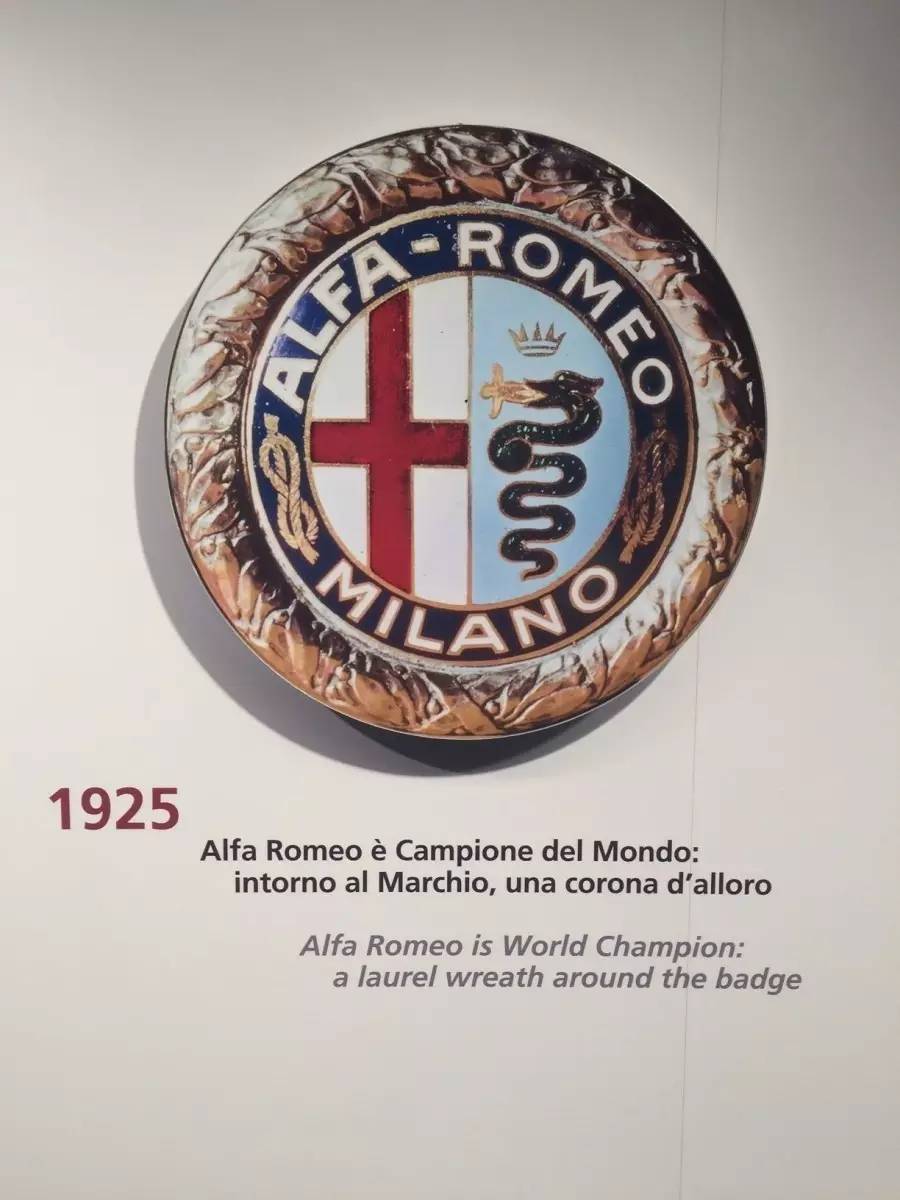 ALFA-ROMEO
MILANO
1925
Alfa Romeo è Campione del Mondo:
intorno al Marchio, una corona d'alloro
Alfa Romeo is World Champion:
a laurel wreath around the badge